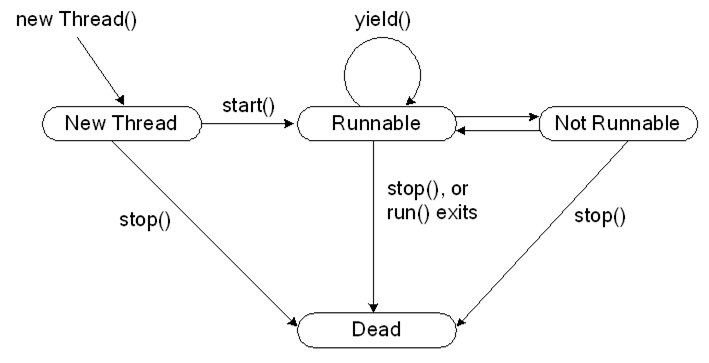 new Thread()
yield()
start()
New Thread
Runnable
Not Runnable
stop(), or
run() exits
stop()
stop()
Dead